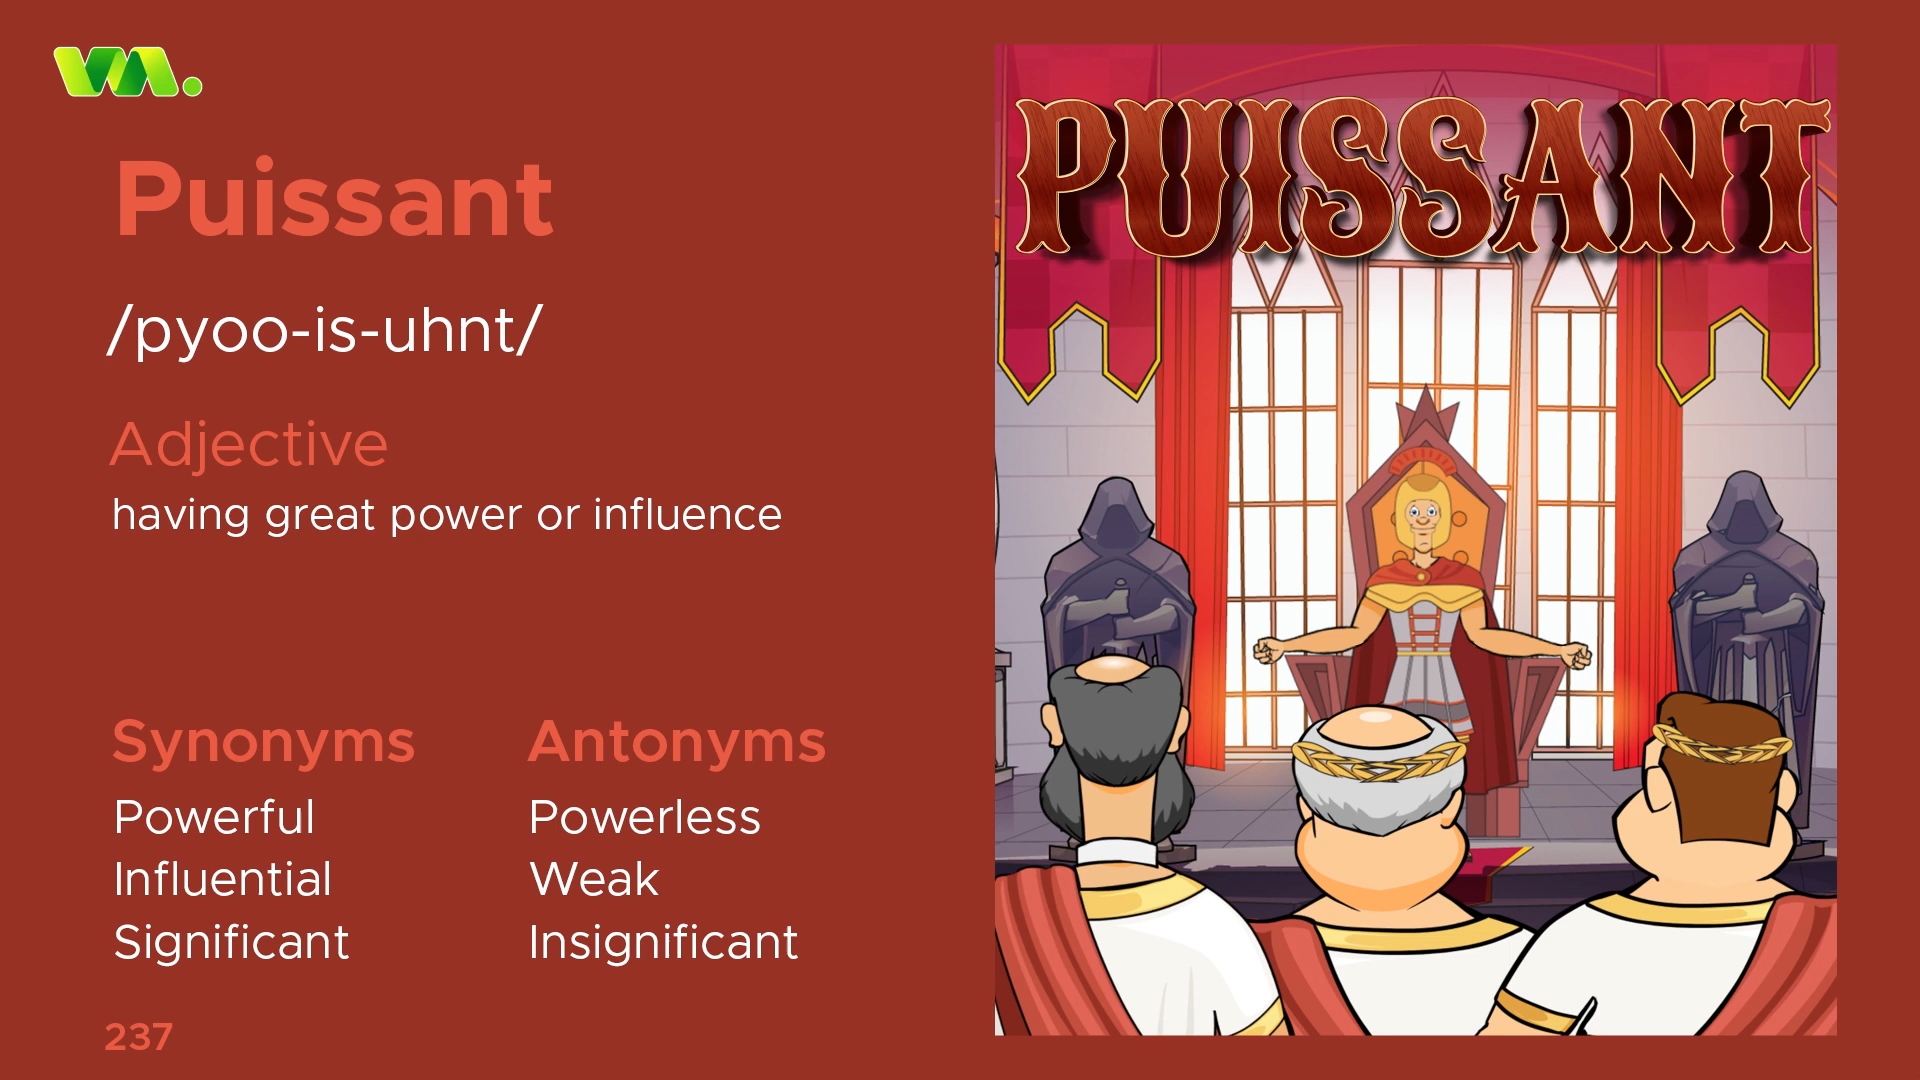 VM.
Puissant
/pyoo-is-uhnt/
Adjective
having great power or influence
Synonyms
Powerful
Influential
Significant
Antonyms
Powerless
Weak
Insignificant
237
PUISSANT